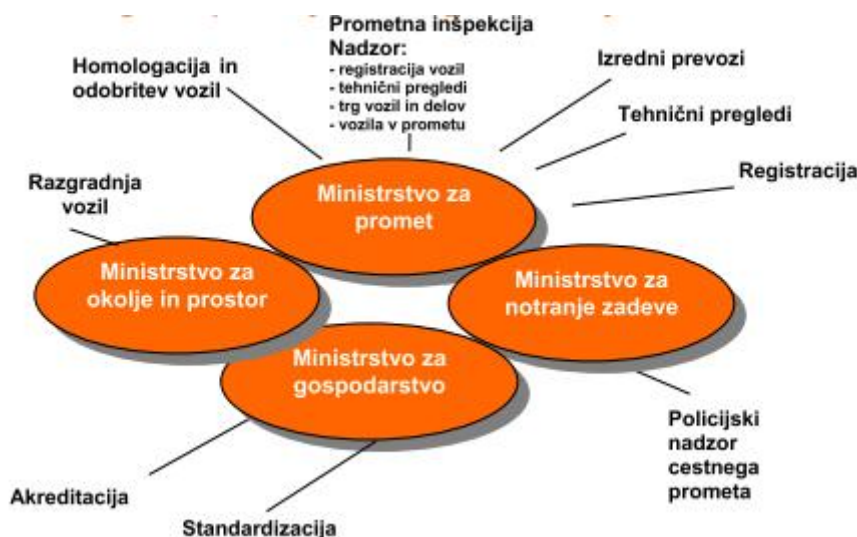 Prometna inšpekcija
Nadzor:
- registracija vozil
- tehnični pregledi
- trg vozil in delov
- vozila v prometu
Homologacija in
odobritev vozil
Izredni prevozi
Tehnični pregledi
Registracija
Razgradnja
vozil
Ministrstvo za
promet
Ministrstvo za
okolje in prostor
Ministrstvo za
notranje zadeve
Ministrstvo za
gospodarstvo
Policijski
nadzor
cestnega
prometa
Akreditacija
Standardizacija